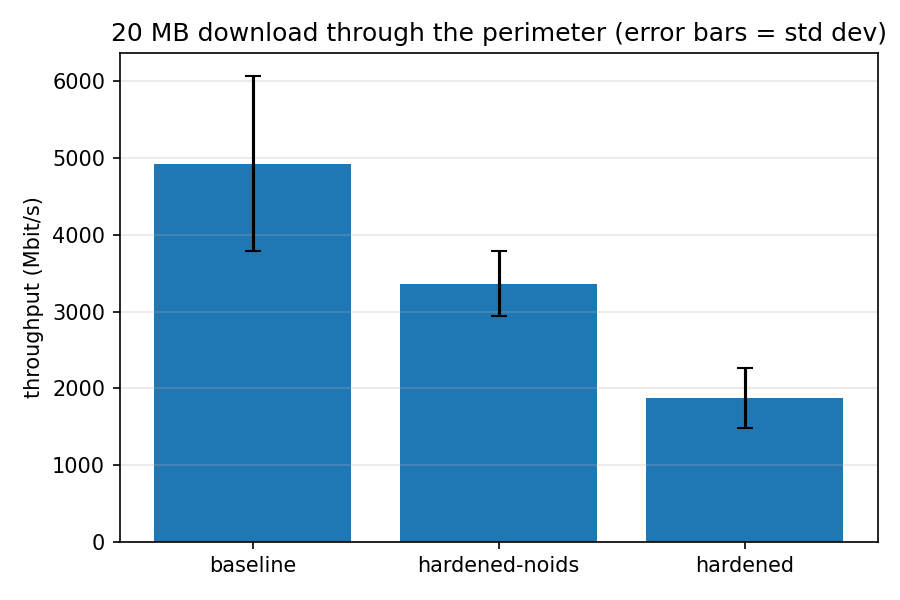 20 MB download through the perimeter (error bars = std dev)
throughput (Mbit/s)
6000
5000
4000
3000
2000
1000
0
baseline
hardened-noids
hardened